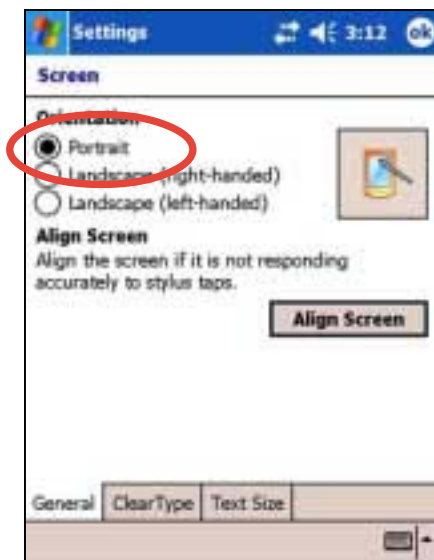 Settings 3:12 ok
Screen
Orientation
Portrait
Landscape (right-handed)
Landscape (left-handed)
Align Screen
Align the screen if it is not responding
accurately to stylus taps.
Align Screen
General ClearType Text Size